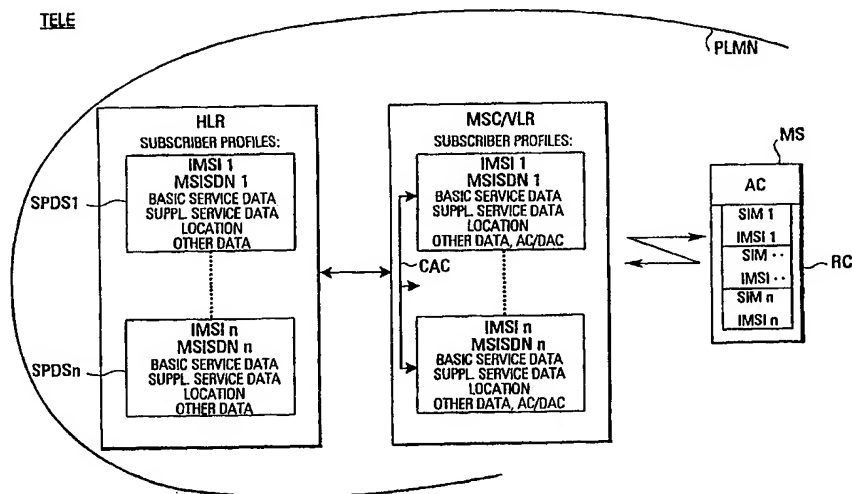 TELE
PLMN
HLR
SUBSCRIBER PROFILES:
IMSI 1
MSISDN 1
BASIC SERVICE DATA
SUPPL. SERVICE DATA
LOCATION
OTHER DATA
SPDS1
IMSI n
MSISDN n
BASIC SERVICE DATA
SUPPL. SERVICE DATA
LOCATION
OTHER DATA
SPDSn
MSC/VLR
SUBSCRIBER PROFILES:
IMSI 1
MSISDN 1
BASIC SERVICE DATA
SUPPL. SERVICE DATA
LOCATION
OTHER DATA, AC/DAC
CAC
IMSI n
MSISDN n
BASIC SERVICE DATA
SUPPL. SERVICE DATA
LOCATION
OTHER DATA, AC/DAC
MS
AC
SIM 1
IMSI 1
SIM ··
IMSI ··
SIM n
IMSI n
RC